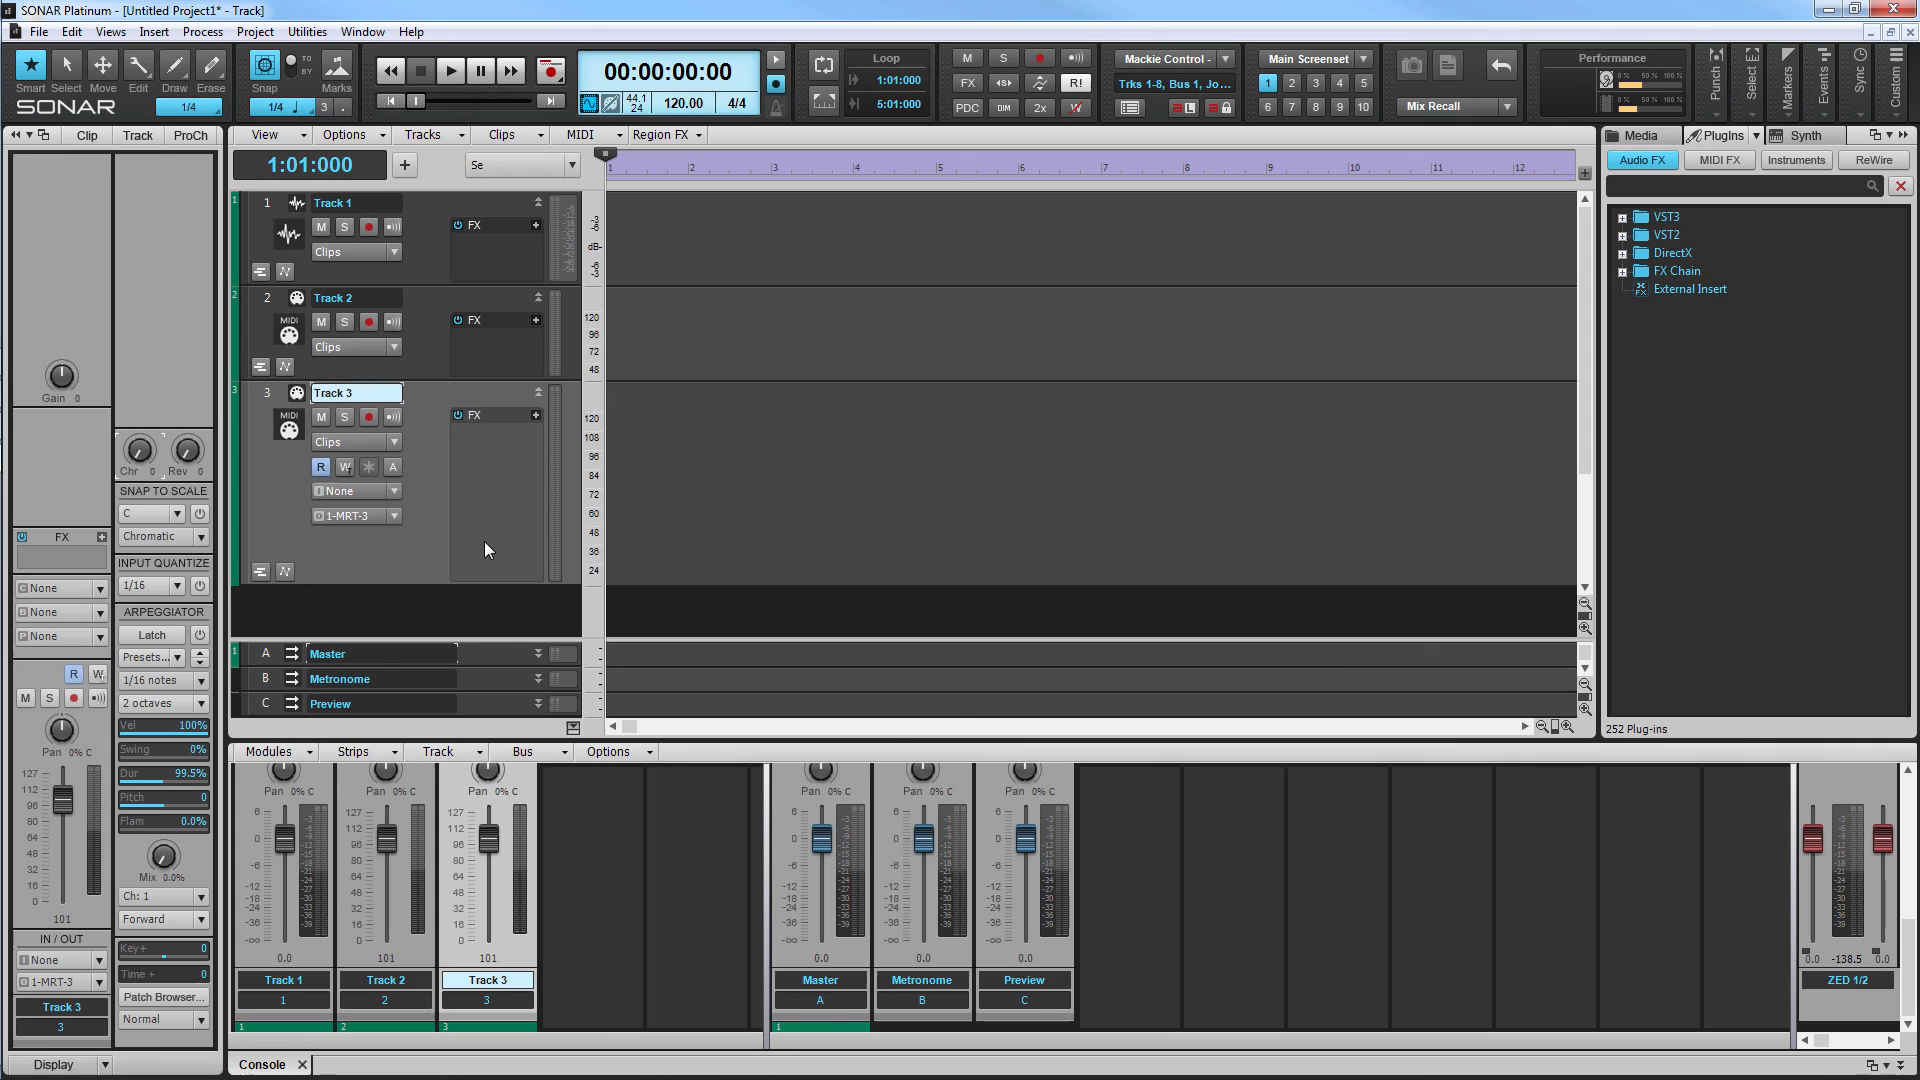 SONAR Platinum - [Untitled Project1* - Track]
File Edit Views Insert Process Project Utilities Window Help
Smart Select Move Edit Draw Erase Snap TO BY Marks
SONAR 1/4 1/4 3
00:00:00:00
44.1 24 120.00 4/4
Loop
1:01:000
5:01:000
M S
FX R!
PDC DIM 2x W
Mackie Control -
Trks 1-8, Bus 1, Jo...
Main Screenset
1 2 3 4 5
6 7 8 9 10
Mix Recall
Performance
0 % 50 % 100 %
0 % 50 % 100 %
Punch
Select
Markers
Events
Sync
Custom
Clip Track ProCh
View Options Tracks Clips MIDI Region FX
1:01:000 + Se
1 2 3 4 5 6 7 8 9 10 11 12
Media PlugIns Synth
Audio FX MIDI FX Instruments ReWire
VST3
VST2
DirectX
FX Chain
External Insert
252 Plug-ins
1 1 Track 1
M S FX
Clips
-3
-6
dB-
-6
-3
2 2 Track 2
MIDI M S FX
Clips
120
96
72
48
3 3 Track 3
MIDI M S FX
Clips
R W A
None
1-MRT-3
120
108
96
84
72
60
48
36
24
1 A Master
B Metronome
C Preview
Gain 0
Chr 0 Rev 0
SNAP TO SCALE
C
Chromatic
FX
INPUT QUANTIZE
1/16
C None
B None
P None
ARPEGGIATOR
Latch
Presets...
1/16 notes
2 octaves
Vel 100%
Swing 0%
Dur 99.5%
Pitch 0
Flam 0.0%
Mix 0.0%
Ch: 1
Forward
Key+ 0
Time + 0
Patch Browser...
Normal
R W
M S
Pan 0% C
127
112
96
80
64
48
32
16
0
101
IN / OUT
None
1-MRT-3
Track 3
3
Display
Modules Strips Track Bus Options
Pan 0% C Pan 0% C Pan 0% C Pan 0% C Pan 0% C Pan 0% C
0.0 101 101 0.0 0.0 0.0 0.0 -138.5 0.0
Track 1 Track 2 Track 3 Master Metronome Preview ZED 1/2
1 2 3 A B C
1 2 3 1
Console